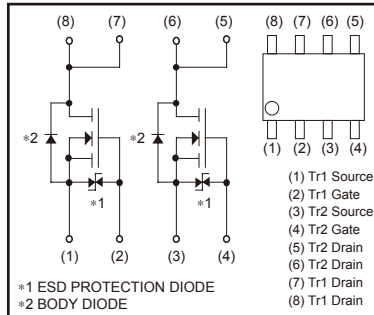 (8) (7) (6) (5)
(8) (7) (6) (5)
*2 *2
*1 *1
(1) (2) (3) (4)
(1) (2) (3) (4)
(1) Tr1 Source
(2) Tr1 Gate
(3) Tr2 Source
(4) Tr2 Gate
(5) Tr2 Drain
(6) Tr2 Drain
(7) Tr1 Drain
(8) Tr1 Drain
*1 ESD PROTECTION DIODE
*2 BODY DIODE